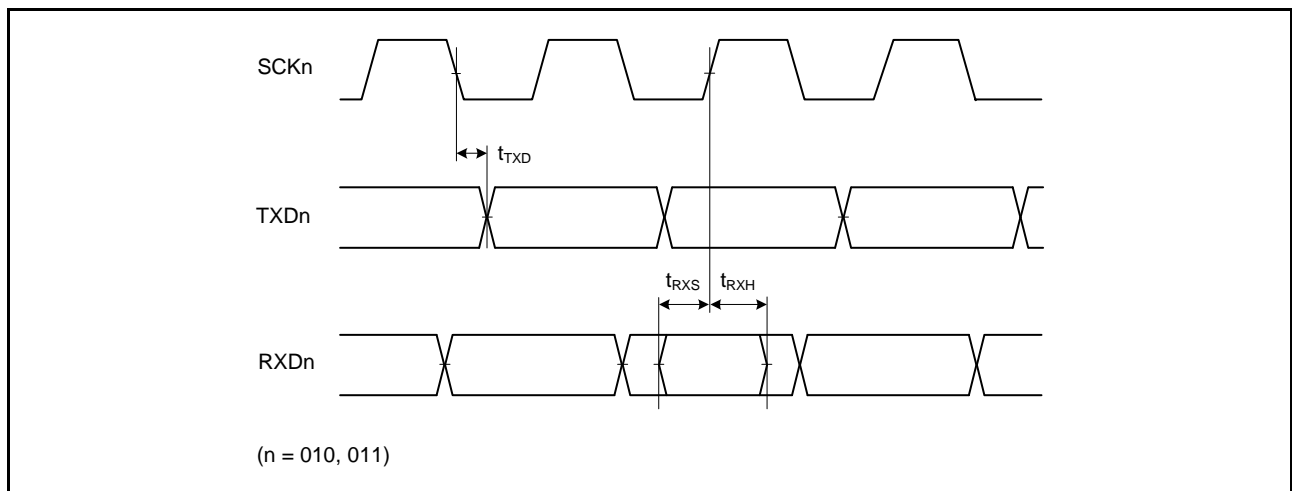 SCKn
tTXD
TXDn
tRXS tRXH
RXDn
(n = 010, 011)